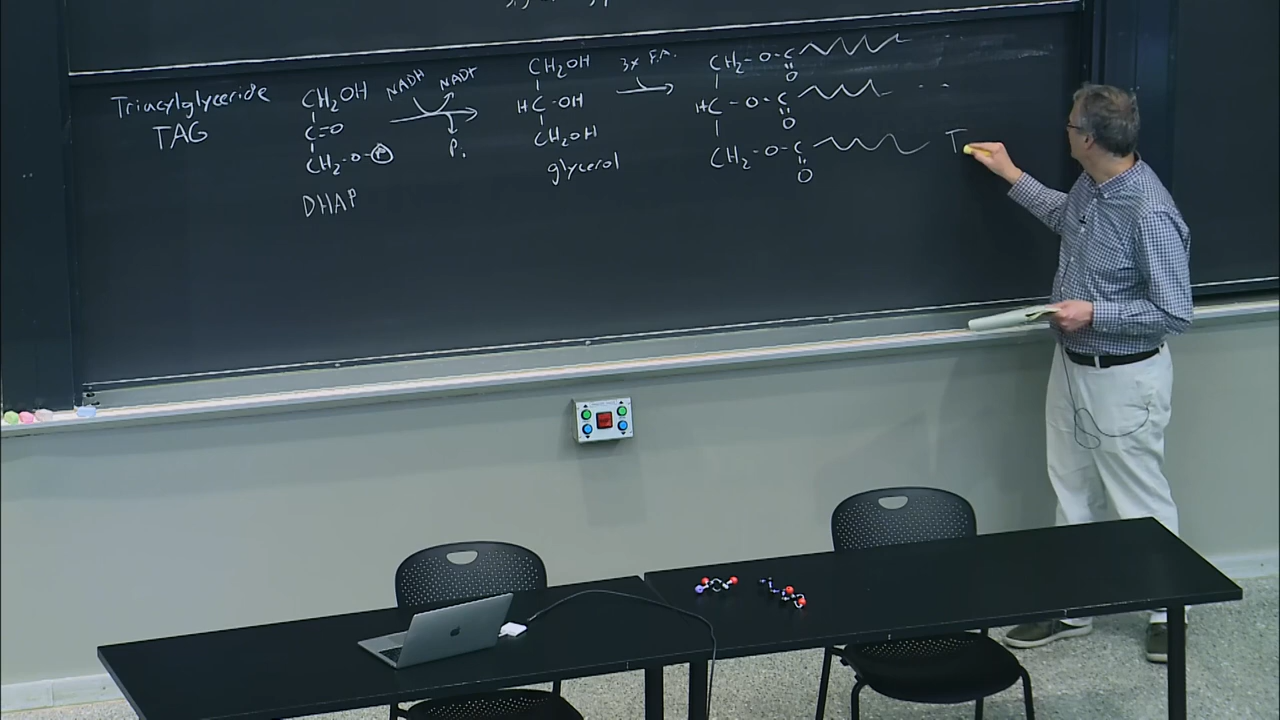 Triacylglyceride
TAG
CH₂OH
C=O
CH₂-O-P
DHAP
NADH NAD+
Pi
CH₂OH
HC-OH
CH₂OH
glycerol
3x F.A.
CH₂-O-C
O
HC-O-C
O
CH₂-O-C
O
T